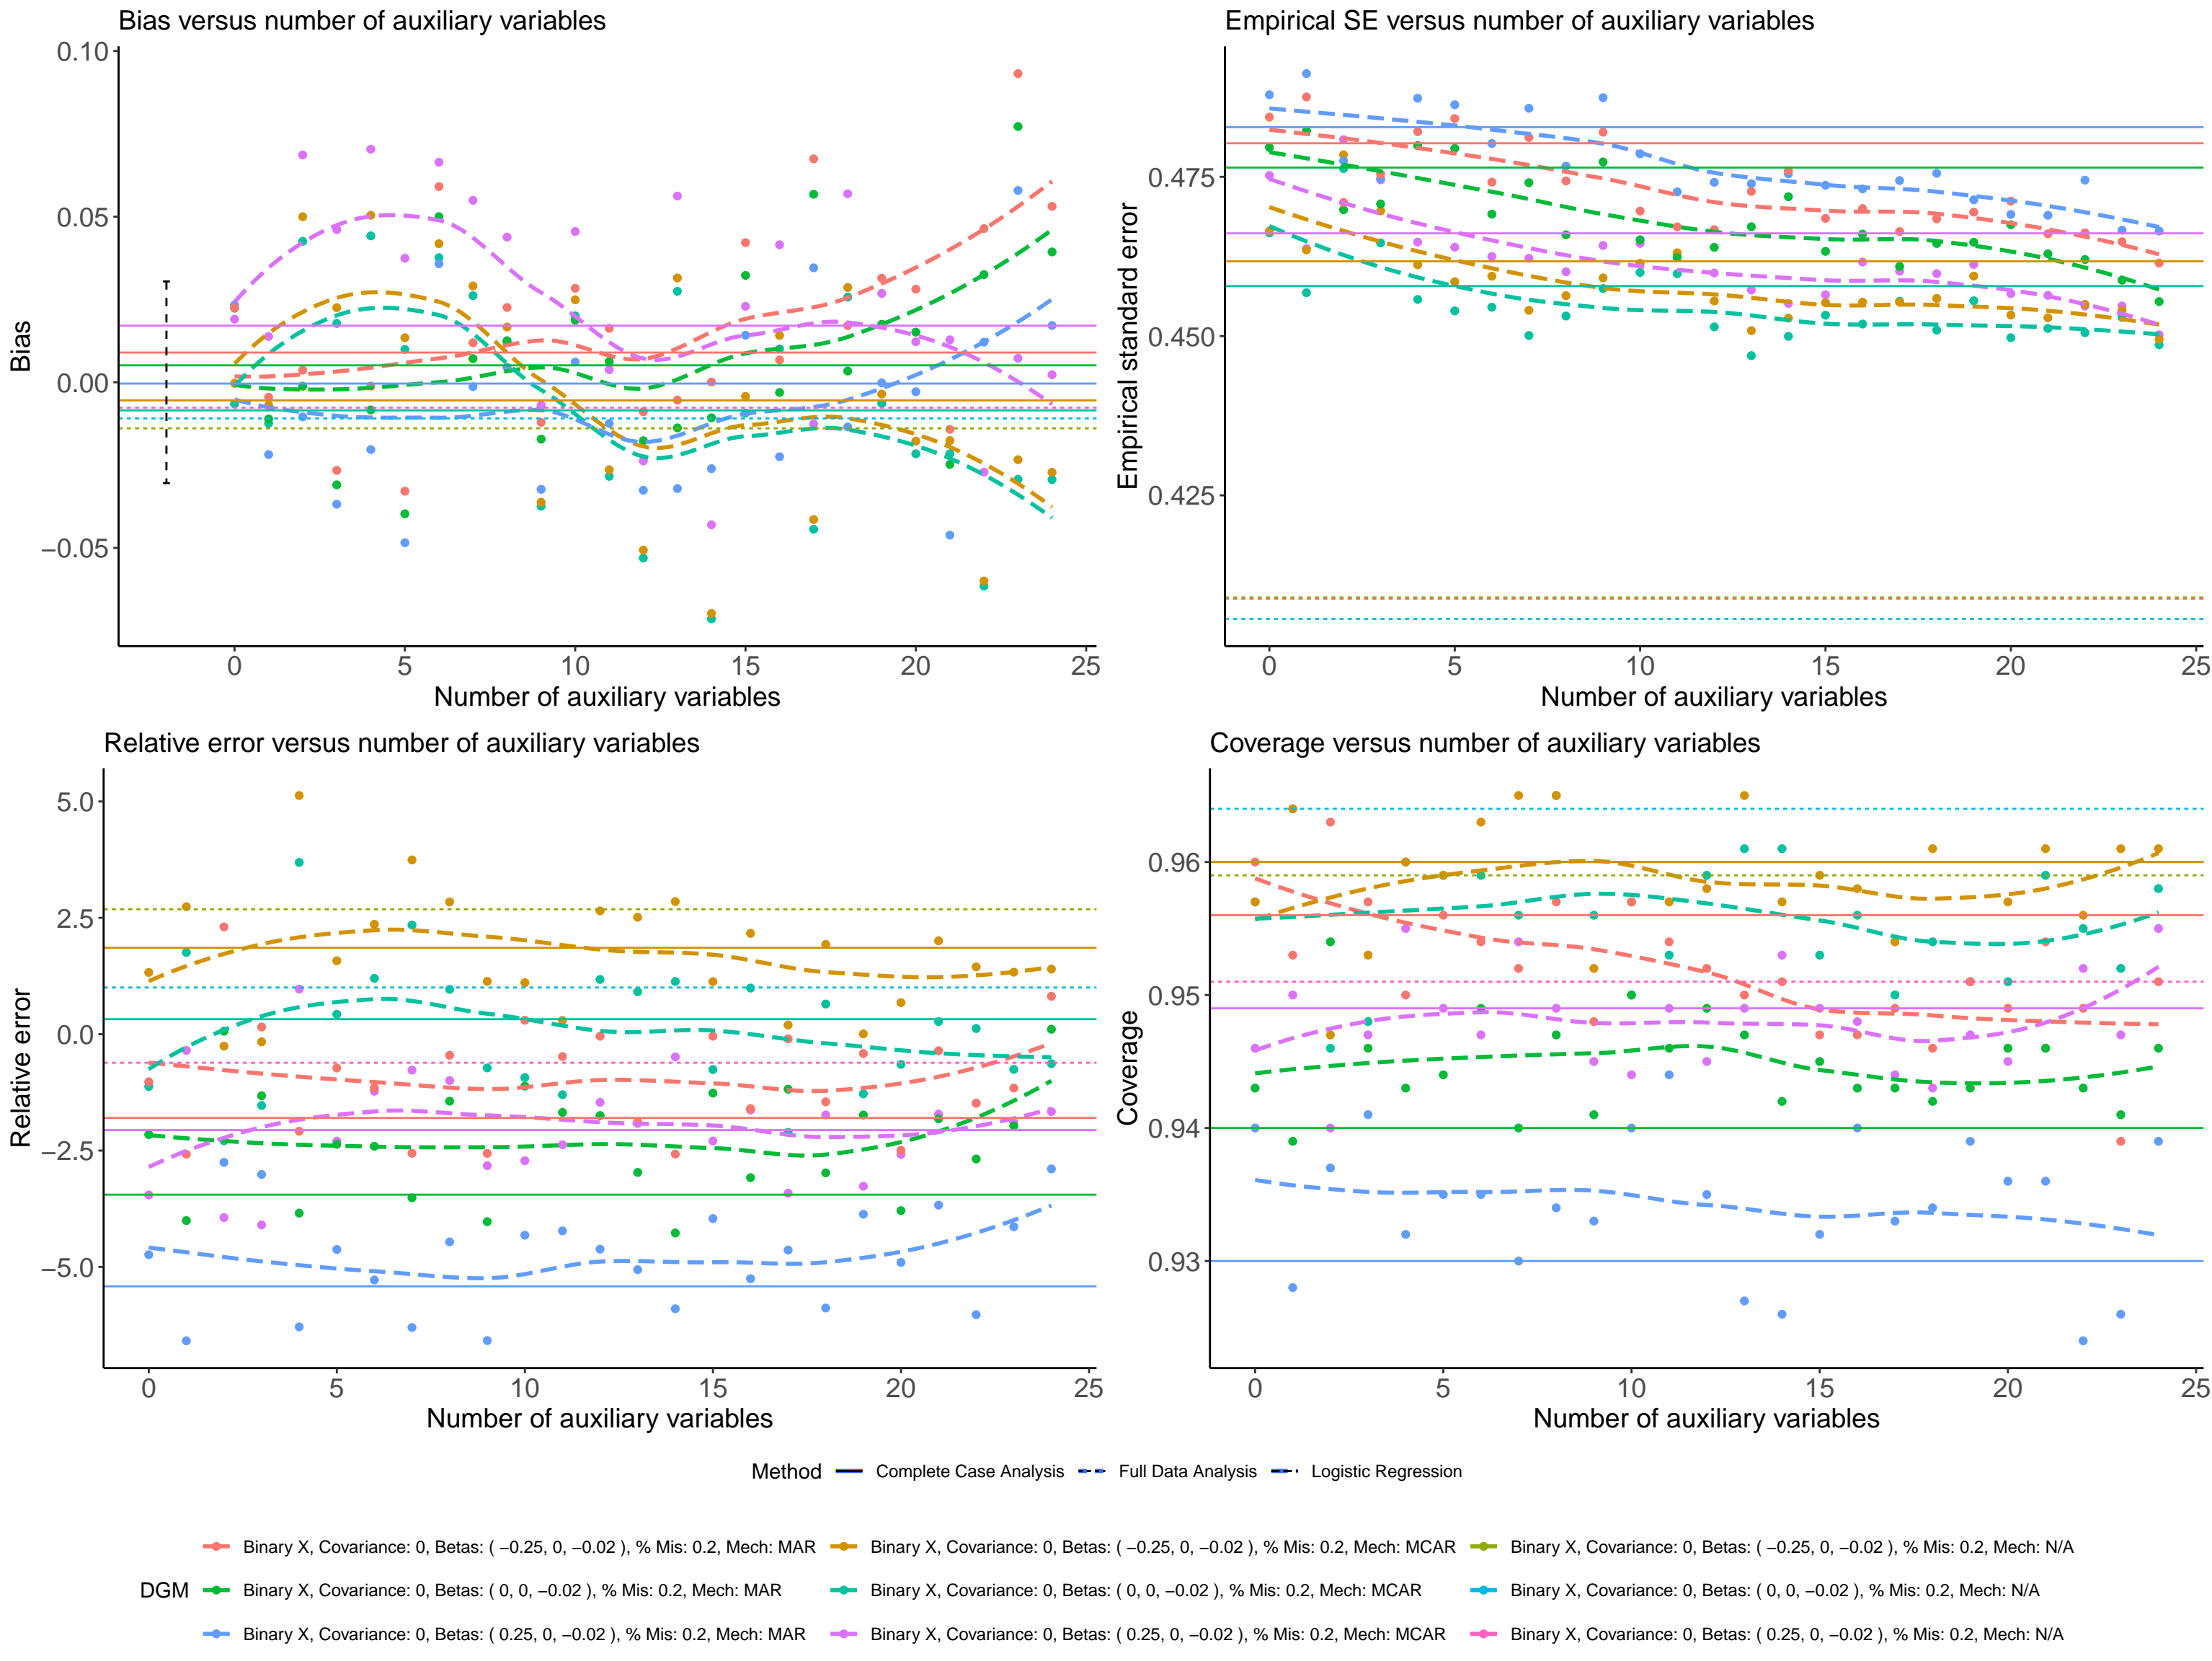 Bias versus number of auxiliary variables
0.10
0.05
0.00
−0.05
Bias
0 5 10 15 20 25
Number of auxiliary variables
Empirical SE versus number of auxiliary variables
0.475
0.450
0.425
Empirical standard error
0 5 10 15 20 25
Number of auxiliary variables
Relative error versus number of auxiliary variables
5.0
2.5
0.0
−2.5
−5.0
Relative error
0 5 10 15 20 25
Number of auxiliary variables
Coverage versus number of auxiliary variables
0.96
0.95
0.94
0.93
Coverage
0 5 10 15 20 25
Number of auxiliary variables
Method Complete Case Analysis Full Data Analysis Logistic Regression
DGM
Binary X, Covariance: 0, Betas: ( −0.25, 0, −0.02 ), % Mis: 0.2, Mech: MAR
Binary X, Covariance: 0, Betas: ( 0, 0, −0.02 ), % Mis: 0.2, Mech: MAR
Binary X, Covariance: 0, Betas: ( 0.25, 0, −0.02 ), % Mis: 0.2, Mech: MAR
Binary X, Covariance: 0, Betas: ( −0.25, 0, −0.02 ), % Mis: 0.2, Mech: MCAR
Binary X, Covariance: 0, Betas: ( 0, 0, −0.02 ), % Mis: 0.2, Mech: MCAR
Binary X, Covariance: 0, Betas: ( 0.25, 0, −0.02 ), % Mis: 0.2, Mech: MCAR
Binary X, Covariance: 0, Betas: ( −0.25, 0, −0.02 ), % Mis: 0.2, Mech: N/A
Binary X, Covariance: 0, Betas: ( 0, 0, −0.02 ), % Mis: 0.2, Mech: N/A
Binary X, Covariance: 0, Betas: ( 0.25, 0, −0.02 ), % Mis: 0.2, Mech: N/A